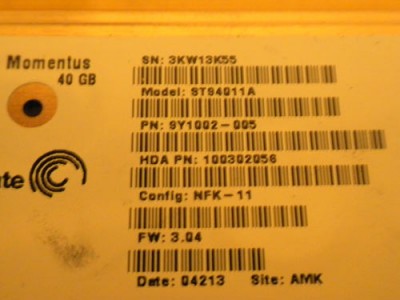 Momentus
40 GB
SN: 3KW13K55
Model: ST94011A
PN: 9Y1002-005
HDA PN: 100302056
Config: NFK-11
FW: 3.04
Date: 04213 Site: AMK